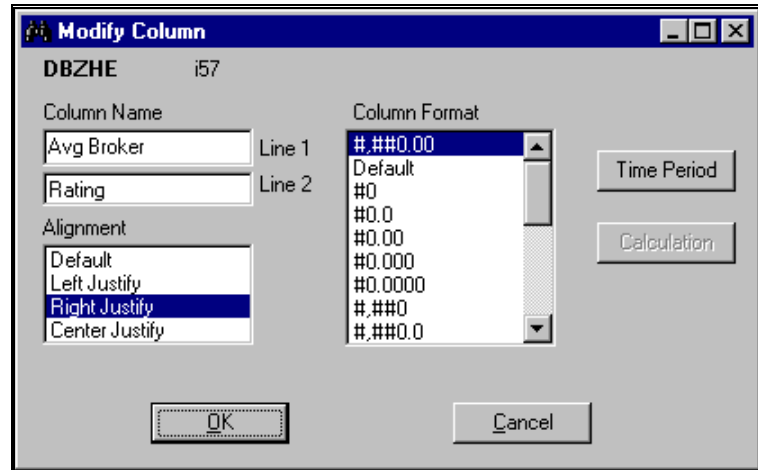 Modify Column
DBZHE i57
Column Name
Avg Broker Line 1
Rating Line 2
Alignment
Default
Left Justify
Right Justify
Center Justify
Column Format
#,##0.00
Default
#0
#0.0
#0.00
#0.000
#0.0000
#,##0
#,##0.0
Time Period
Calculation
OK
Cancel